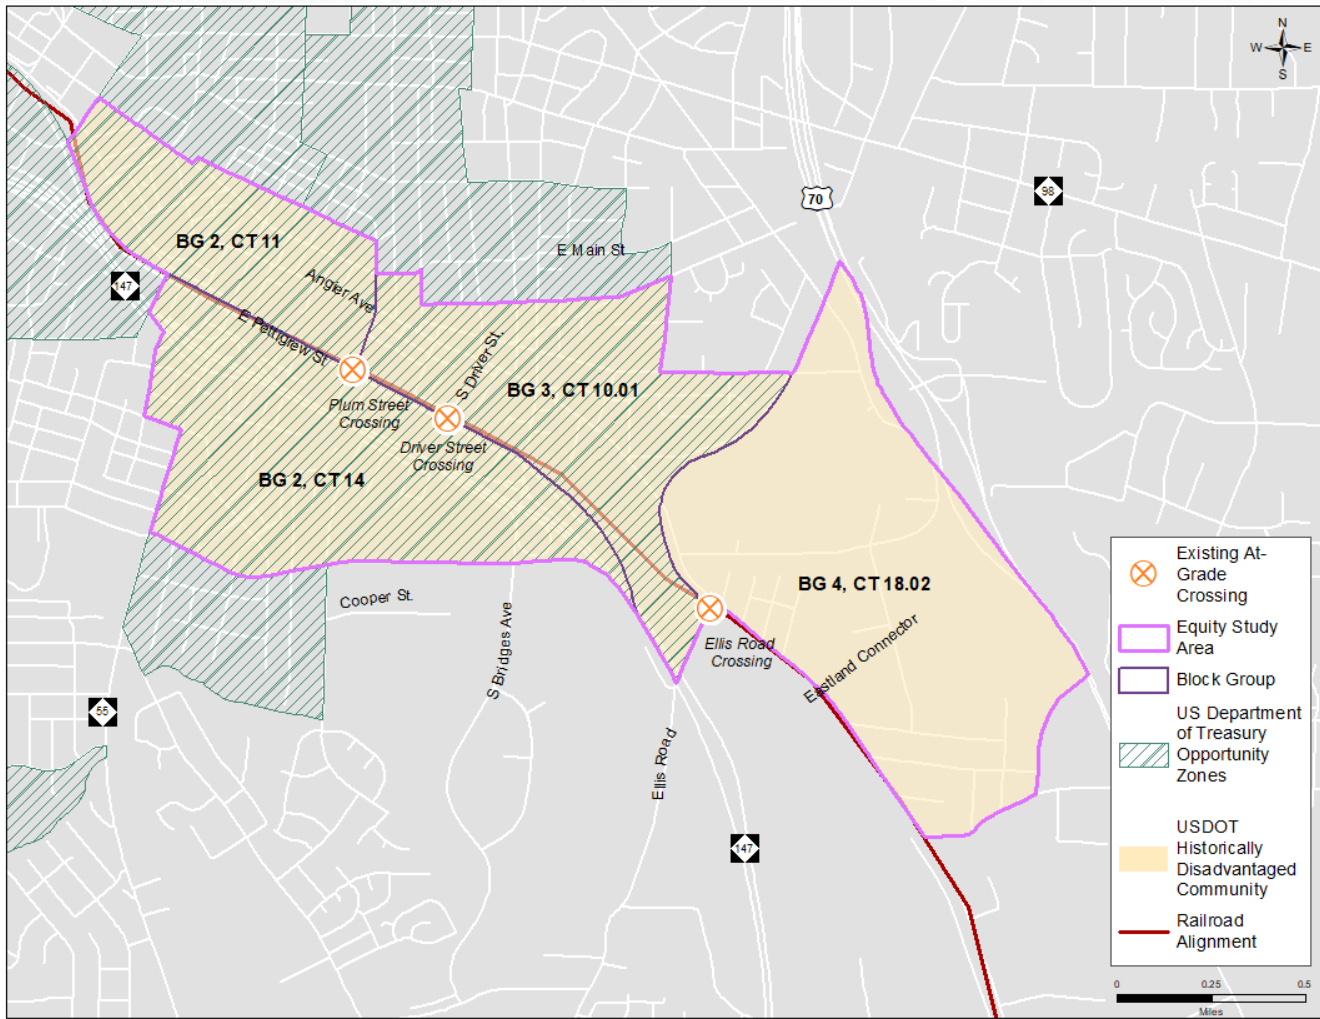 N
W E
S
70
98
BG 2, CT 11
E Main St
Angier Ave
147
E Pettigrew St
S Driver St.
BG 3, CT 10.01
Plum Street
Crossing
Driver Street
Crossing
BG 2, CT 14
BG 4, CT 18.02
Cooper St.
S Bridges Ave
Ellis Road
Crossing
Eastland Connector
55
Ellis Road
147
Existing At-
Grade
Crossing
Equity Study
Area
Block Group
US Department
of Treasury
Opportunity
Zones
USDOT
Historically
Disadvantaged
Community
Railroad
Alignment
0 0.25 0.5
Miles